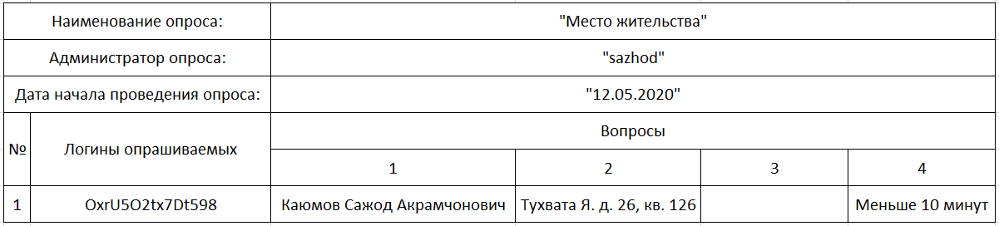 Наименование опроса: "Место жительства"
Администратор опроса: "sazhod"
Дата начала проведения опроса: "12.05.2020"
№ Логины опрашиваемых Вопросы
1 2 3 4
1 OxrU5O2tx7Dt598 Каюмов Сажод Акрамчонович Тухвата Я. д. 26, кв. 126 Меньше 10 минут